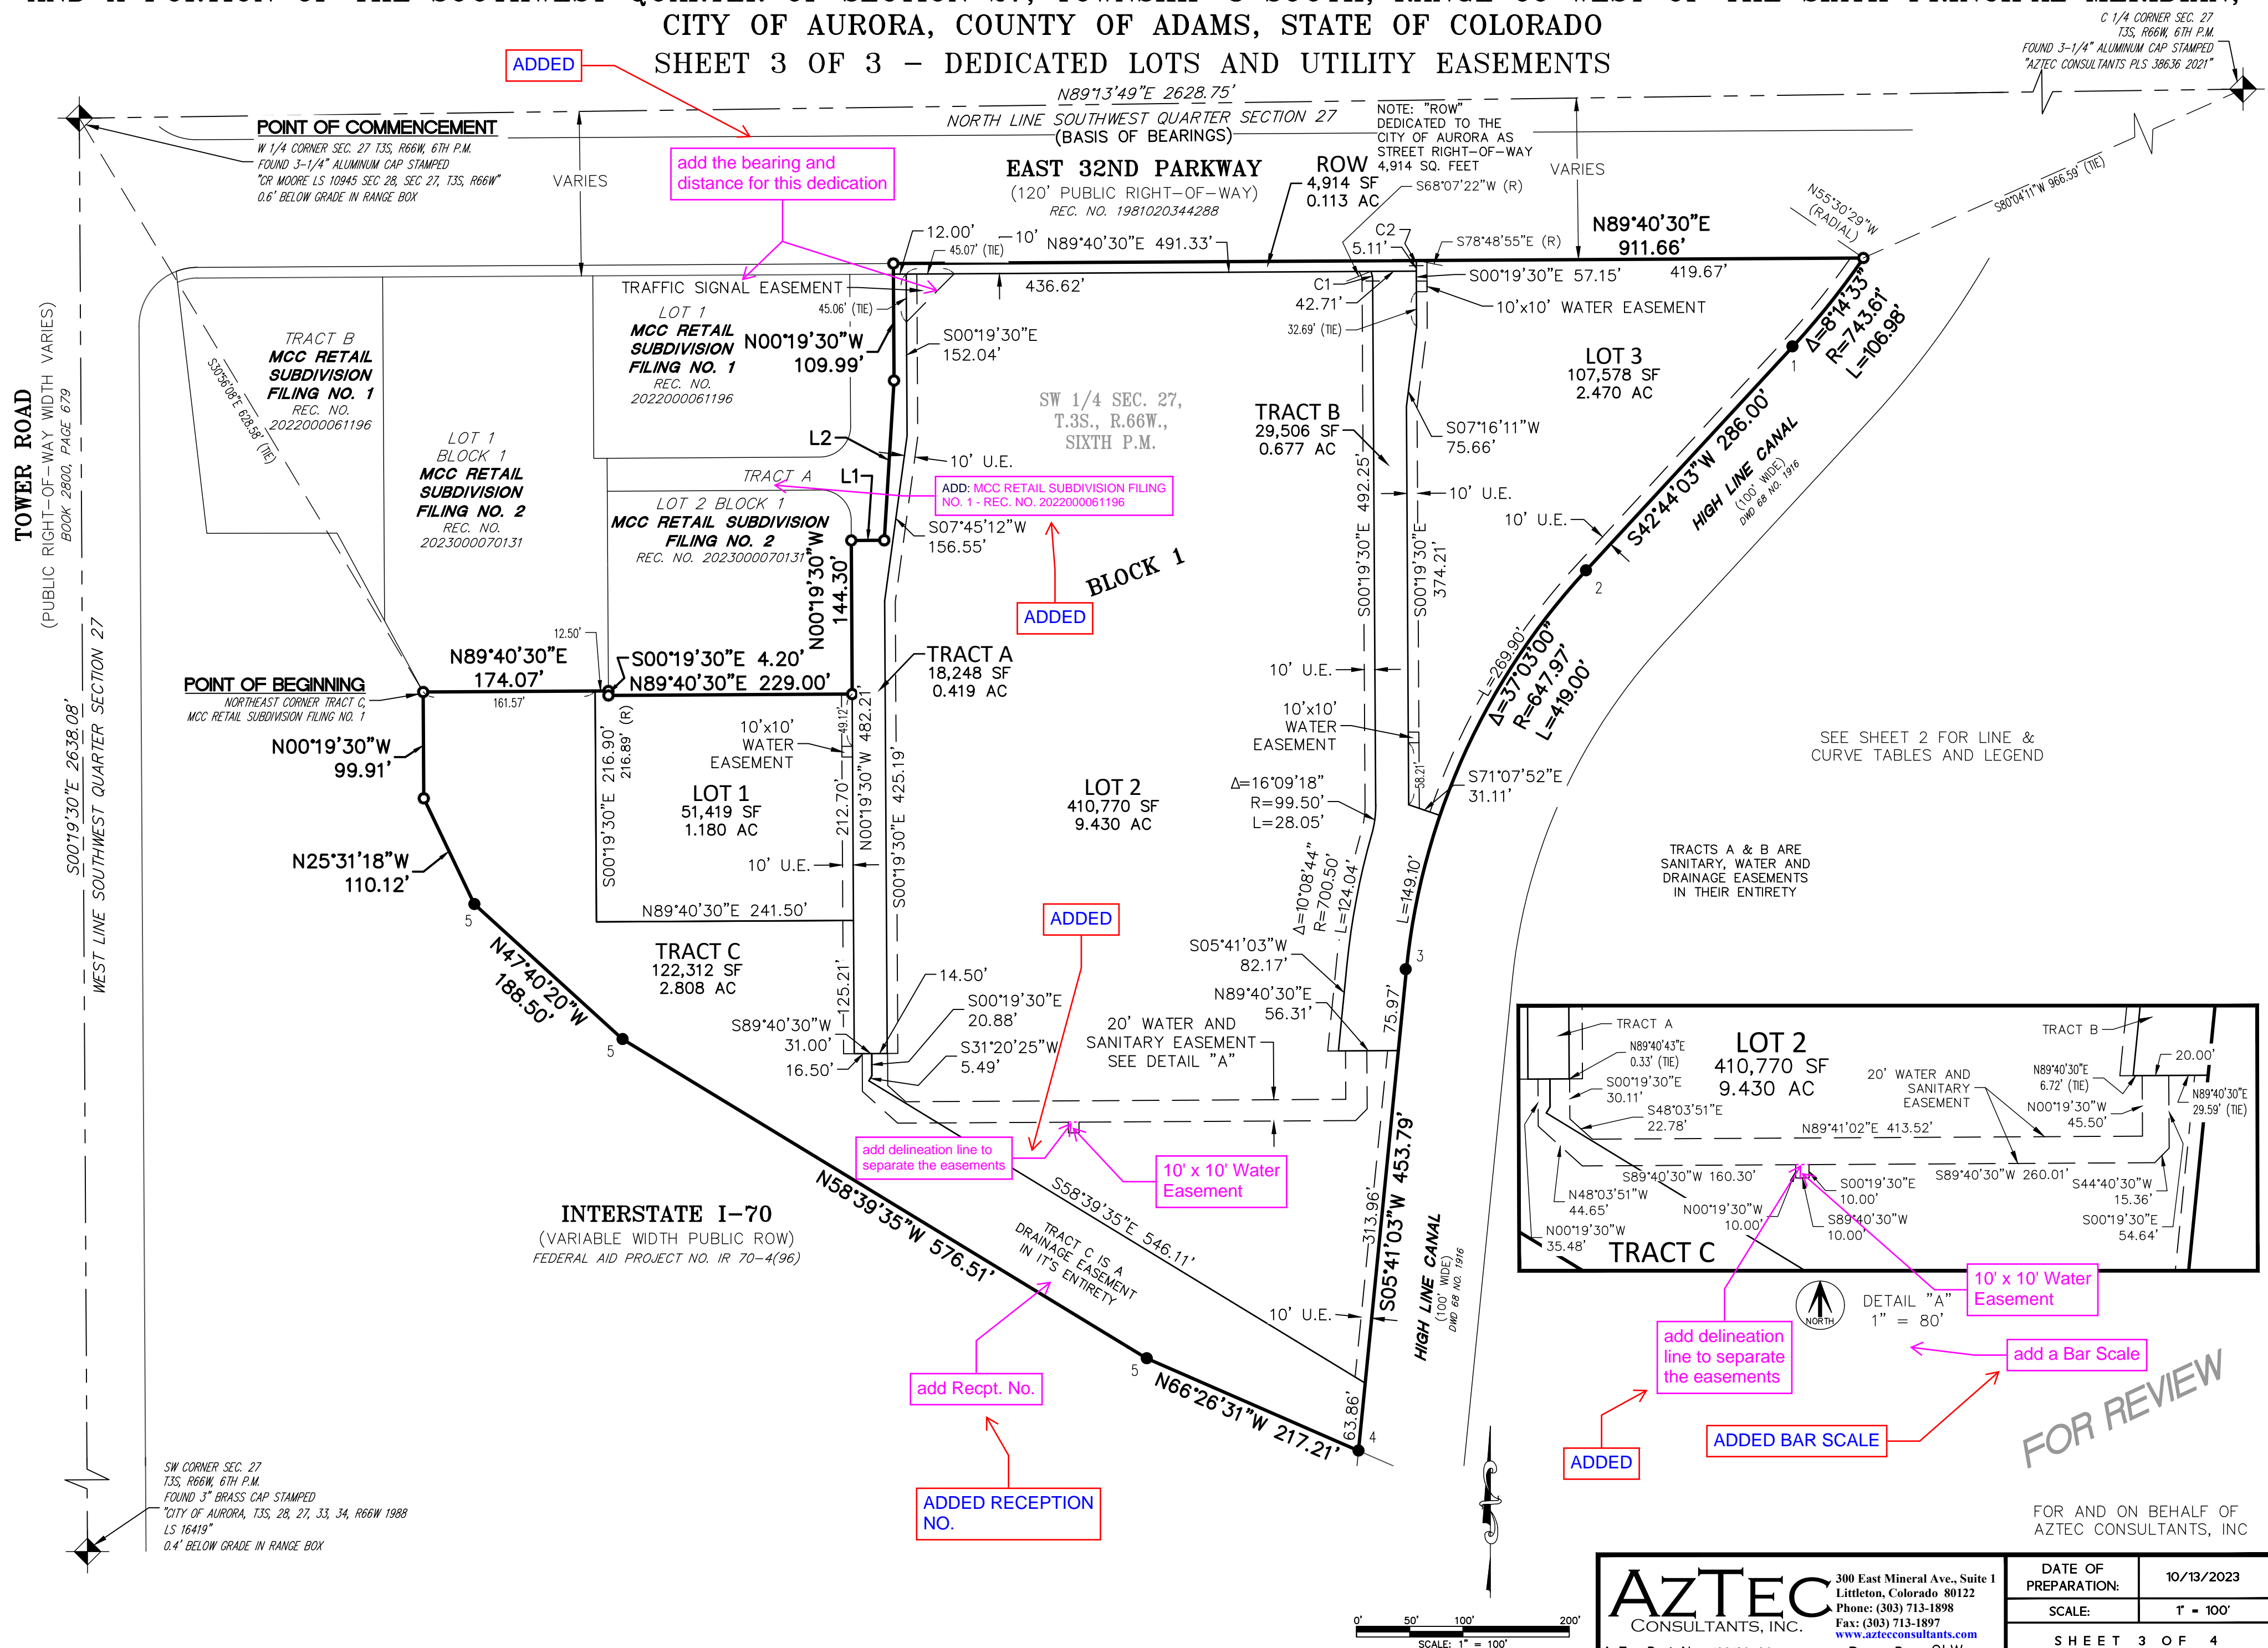 CITY OF AURORA, COUNTY OF ADAMS, STATE OF COLORADO
SHEET 3 OF 3 – DEDICATED LOTS AND UTILITY EASEMENTS
C 1/4 CORNER SEC. 27
T3S, R66W, 6TH P.M.
FOUND 3-1/4" ALUMINUM CAP STAMPED
"AZTEC CONSULTANTS PLS 38636 2021"
ADDED
N89°13'49"E 2628.75'
NORTH LINE SOUTHWEST QUARTER SECTION 27
(BASIS OF BEARINGS)
POINT OF COMMENCEMENT
W 1/4 CORNER SEC. 27 T3S, R66W, 6TH P.M.
FOUND 3-1/4" ALUMINUM CAP STAMPED
"CR MOORE LS 10945 SEC 28, SEC 27, T3S, R66W"
0.6' BELOW GRADE IN RANGE BOX
VARIES
add the bearing and
distance for this dedication
EAST 32ND PARKWAY
(120' PUBLIC RIGHT-OF-WAY)
REC. NO. 1981020344288
NOTE: "ROW"
DEDICATED TO THE
CITY OF AURORA AS
STREET RIGHT-OF-WAY
4,914 SQ. FEET
ROW
4,914 SF
0.113 AC
VARIES
S68°07'22"W (R)
S80°04'11"W 966.59' (TIE)
N55°30'29"W
(RADIAL)
12.00'
45.07' (TIE)
10'
N89°40'30"E 491.33'
C2
5.11'
S78°48'55"E (R)
N89°40'30"E
911.66'
S00°19'30"E 57.15'
419.67'
TRAFFIC SIGNAL EASEMENT
45.06' (TIE)
436.62'
C1
42.71'
32.69' (TIE)
10'x10' WATER EASEMENT
Δ=8°14'33"
R=743.61'
L=106.98'
1
TOWER ROAD
(PUBLIC RIGHT-OF-WAY WIDTH VARIES)
BOOK 2800, PAGE 679
S30°56'08"E 628.58' (TIE)
TRACT B
MCC RETAIL
SUBDIVISION
FILING NO. 1
REC. NO.
2022000061196
LOT 1
MCC RETAIL
SUBDIVISION
FILING NO. 1
REC. NO.
2022000061196
N00°19'30"W
109.99'
S00°19'30"E
152.04'
SW 1/4 SEC. 27,
T.3S., R.66W.,
SIXTH P.M.
LOT 3
107,578 SF
2.470 AC
TRACT B
29,506 SF
0.677 AC
S07°16'11"W
75.66'
S42°44'03"W 286.00'
HIGH LINE CANAL
(100' WIDE)
DWD 68 NO. 1916
LOT 1
BLOCK 1
MCC RETAIL
SUBDIVISION
FILING NO. 2
REC. NO.
2023000070131
L2
L1
10' U.E.
TRACT A
ADD: MCC RETAIL SUBDIVISION FILING
NO. 1 - REC. NO. 2022000061196
LOT 2 BLOCK 1
MCC RETAIL SUBDIVISION
FILING NO. 2
REC. NO. 2023000070131
S07°45'12"W
156.55'
N00°19'30"W
144.30'
BLOCK 1
ADDED
S00°19'30"E 492.25'
10' U.E.
10' U.E.
S00°19'30"E
374.21'
2
S00°19'30"E 2638.08'
WEST LINE SOUTHWEST QUARTER SECTION 27
12.50'
N89°40'30"E
174.07'
S00°19'30"E 4.20'
N89°40'30"E 229.00'
161.57'
POINT OF BEGINNING
NORTHEAST CORNER TRACT C,
MCC RETAIL SUBDIVISION FILING NO. 1
TRACT A
18,248 SF
0.419 AC
10' U.E.
L=269.90'
Δ=37°03'00"
R=647.97'
L=419.00'
N00°19'30"W
99.91'
S00°19'30"E 216.90'
216.89' (R)
49.12'
10'x10'
WATER
EASEMENT
N00°19'30"W 482.21'
S00°19'30"E 425.19'
10'x10'
WATER
EASEMENT
58.21'
S71°07'52"E
31.11'
SEE SHEET 2 FOR LINE &
CURVE TABLES AND LEGEND
LOT 1
51,419 SF
1.180 AC
212.70'
LOT 2
410,770 SF
9.430 AC
Δ=16°09'18"
R=99.50'
L=28.05'
N25°31'18"W
110.12'
10' U.E.
TRACTS A & B ARE
SANITARY, WATER AND
DRAINAGE EASEMENTS
IN THEIR ENTIRETY
5
N89°40'30"E 241.50'
ADDED
Δ=10°08'44"
R=700.50'
L=124.04'
L=149.10'
N47°40'20"W
188.50'
TRACT C
122,312 SF
2.808 AC
125.21'
14.50'
S00°19'30"E
20.88'
S05°41'03"W
82.17'
N89°40'30"E
56.31'
3
75.97'
5
S89°40'30"W
31.00'
16.50'
S31°20'25"W
5.49'
20' WATER AND
SANITARY EASEMENT
SEE DETAIL "A"
TRACT A
N89°40'43"E
0.33' (TIE)
S00°19'30"E
30.11'
S48°03'51"E
22.78'
LOT 2
410,770 SF
9.430 AC
20' WATER AND
SANITARY
EASEMENT
TRACT B
20.00'
N89°40'30"E
6.72' (TIE)
N89°40'30"E
29.59' (TIE)
N00°19'30"W
45.50'
N89°41'02"E 413.52'
S89°40'30"W 160.30'
S89°40'30"W 260.01'
S44°40'30"W
15.36'
N48°03'51"W
44.65'
N00°19'30"W
10.00'
S00°19'30"E
10.00'
S89°40'30"W
10.00'
S00°19'30"E
54.64'
N00°19'30"W
35.48'
TRACT C
add delineation line to
separate the easements
10' x 10' Water
Easement
N58°39'35"W 576.51'
S58°39'35"E 546.11'
313.96'
S05°41'03"W 453.79'
INTERSTATE I-70
(VARIABLE WIDTH PUBLIC ROW)
FEDERAL AID PROJECT NO. IR 70-4(96)
TRACT C IS A
DRAINAGE EASEMENT
IN IT'S ENTIRETY
HIGH LINE CANAL
(100' WIDE)
DWD 68 NO. 1916
10' U.E.
NORTH
DETAIL "A"
1" = 80'
10' x 10' Water
Easement
add delineation
line to separate
the easements
add a Bar Scale
add Recpt. No.
5
N66°26'31"W 217.21'
63.86'
4
ADDED
ADDED BAR SCALE
FOR REVIEW
SW CORNER SEC. 27
T3S, R66W, 6TH P.M.
FOUND 3" BRASS CAP STAMPED
"CITY OF AURORA, T3S, 28, 27, 33, 34, R66W 1988
LS 16419"
0.4' BELOW GRADE IN RANGE BOX
ADDED RECEPTION
NO.
FOR AND ON BEHALF OF
AZTEC CONSULTANTS, INC
0' 50' 100' 200'
SCALE: 1" = 100'
AZTEC
CONSULTANTS, INC.
300 East Mineral Ave., Suite 1
Littleton, Colorado 80122
Phone: (303) 713-1898
Fax: (303) 713-1897
www.aztecconsultants.com
DATE OF
PREPARATION:
10/13/2023
SCALE:
1" = 100'
SHEET 3 OF 4